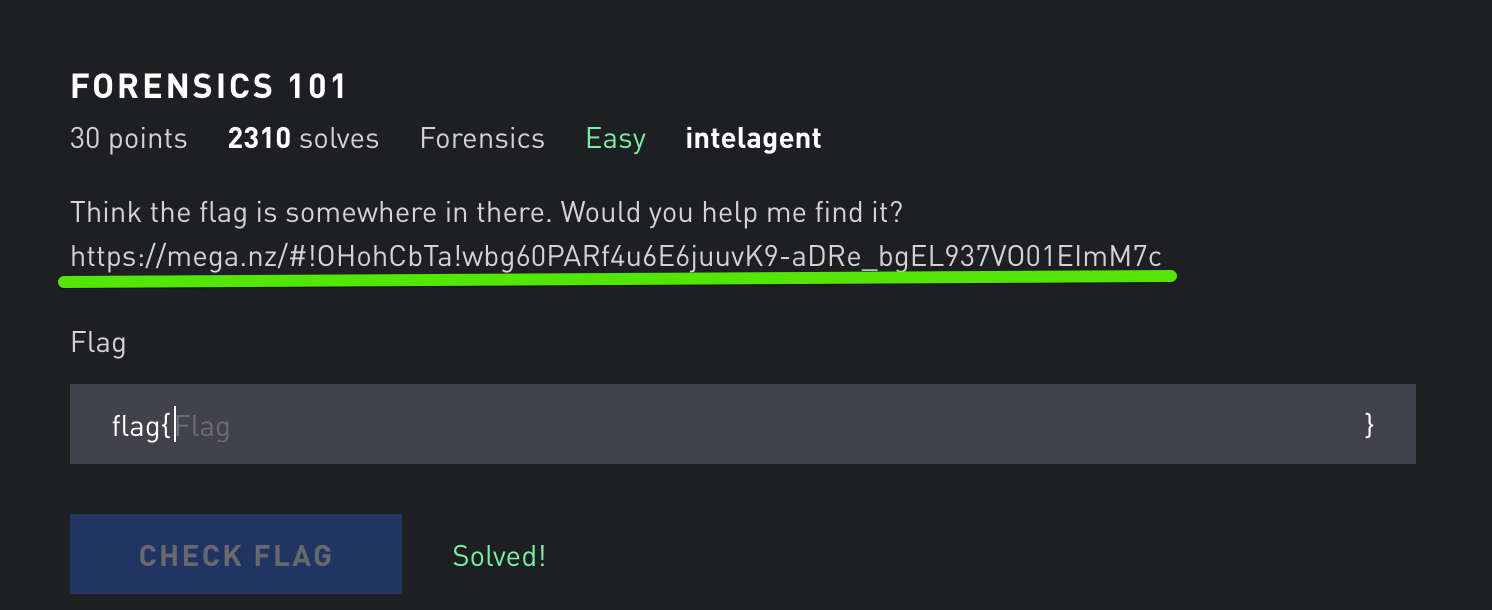 FORENSICS 101
30 points 2310 solves Forensics Easy intelagent
Think the flag is somewhere in there. Would you help me find it?
https://mega.nz/#!OHohCbTa!wbg60PARf4u6E6juuvK9-aDRe_bgEL937VO01EImM7c
Flag
flag{Flag }
CHECK FLAG Solved!